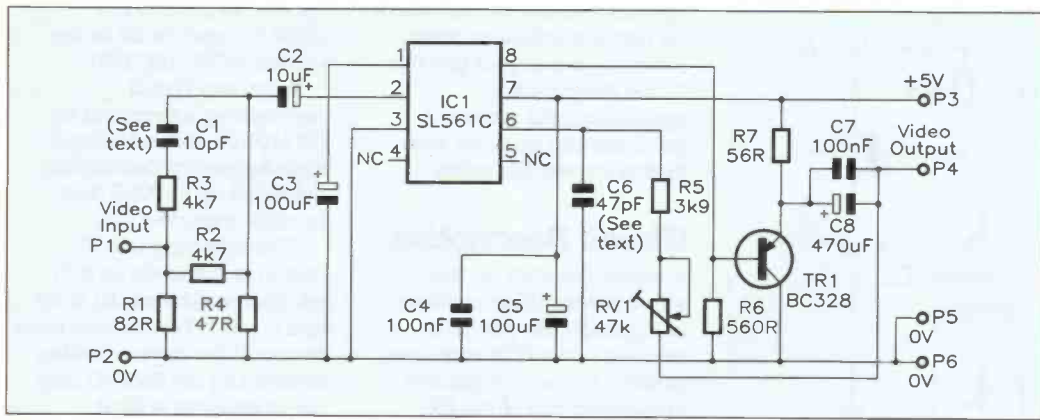 C2
10uF
+
1
2
3
4
NC
IC1
SL561C
8
7
6
5
NC
+5V
P3
C1
10pF
(See
text)
R3
4k7
R2
4k7
Video
Input
P1
R1
82R
R4
47R
P2
0V
C3
100uF
+
C4
100nF
C5
100uF
+
C6
47pF
(See
text)
R5
3k9
RV1
47k
R6
560R
R7
56R
C7
100nF
C8
470uF
+
TR1
BC328
Video
Output
P4
P5
0V
P6
0V